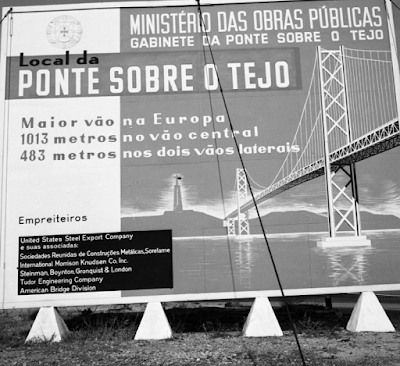 MINISTÉRIO DAS OBRAS PÚBLICAS
GABINETE DA PONTE SOBRE O TEJO
Local da
PONTE SOBRE O TEJO
Maior vão na Europa
1013 metros no vão central
483 metros nos dois vãos laterais
Empreiteiros
United States Steel Export Company
e suas associadas:
Sociedades Reunidas de Construções Metálicas, Sorefame
International Morrison Knudsen Co. Inc.
Steinman, Boynton, Gronquist & London
Tudor Engineering Company
American Bridge Division